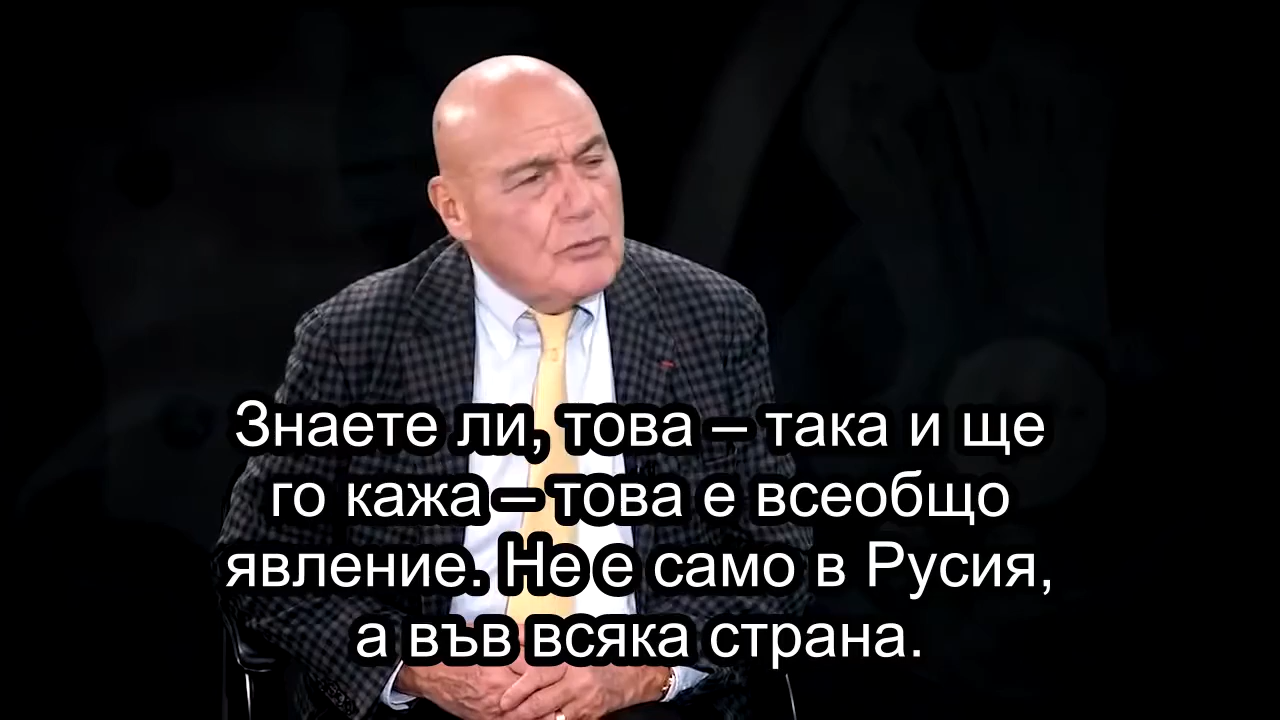 Знаете ли, това – така и ще
го кажа – това е всеобщо
явление. Не е само в Русия,
а във всяка страна.